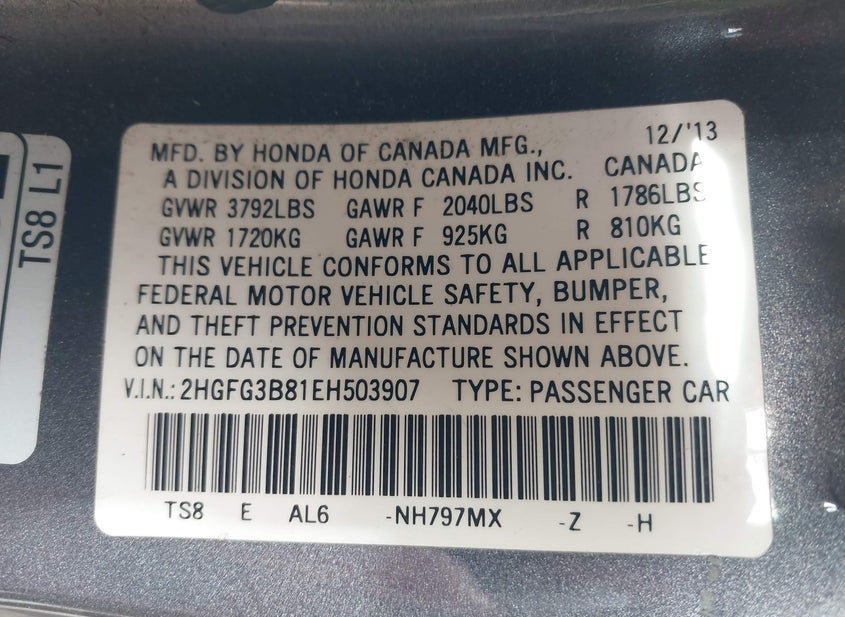 12/'13
MFD. BY HONDA OF CANADA MFG.,
A DIVISION OF HONDA CANADA INC. CANADA
GVWR 3792LBS GAWR F 2040LBS R 1786LBS
GVWR 1720KG GAWR F 925KG R 810KG
THIS VEHICLE CONFORMS TO ALL APPLICABLE
FEDERAL MOTOR VEHICLE SAFETY, BUMPER,
AND THEFT PREVENTION STANDARDS IN EFFECT
ON THE DATE OF MANUFACTURE SHOWN ABOVE.
V.I.N.: 2HGFG3B81EH503907 TYPE: PASSENGER CAR
TS8 E AL6 -NH797MX -Z -H
TS8 L1